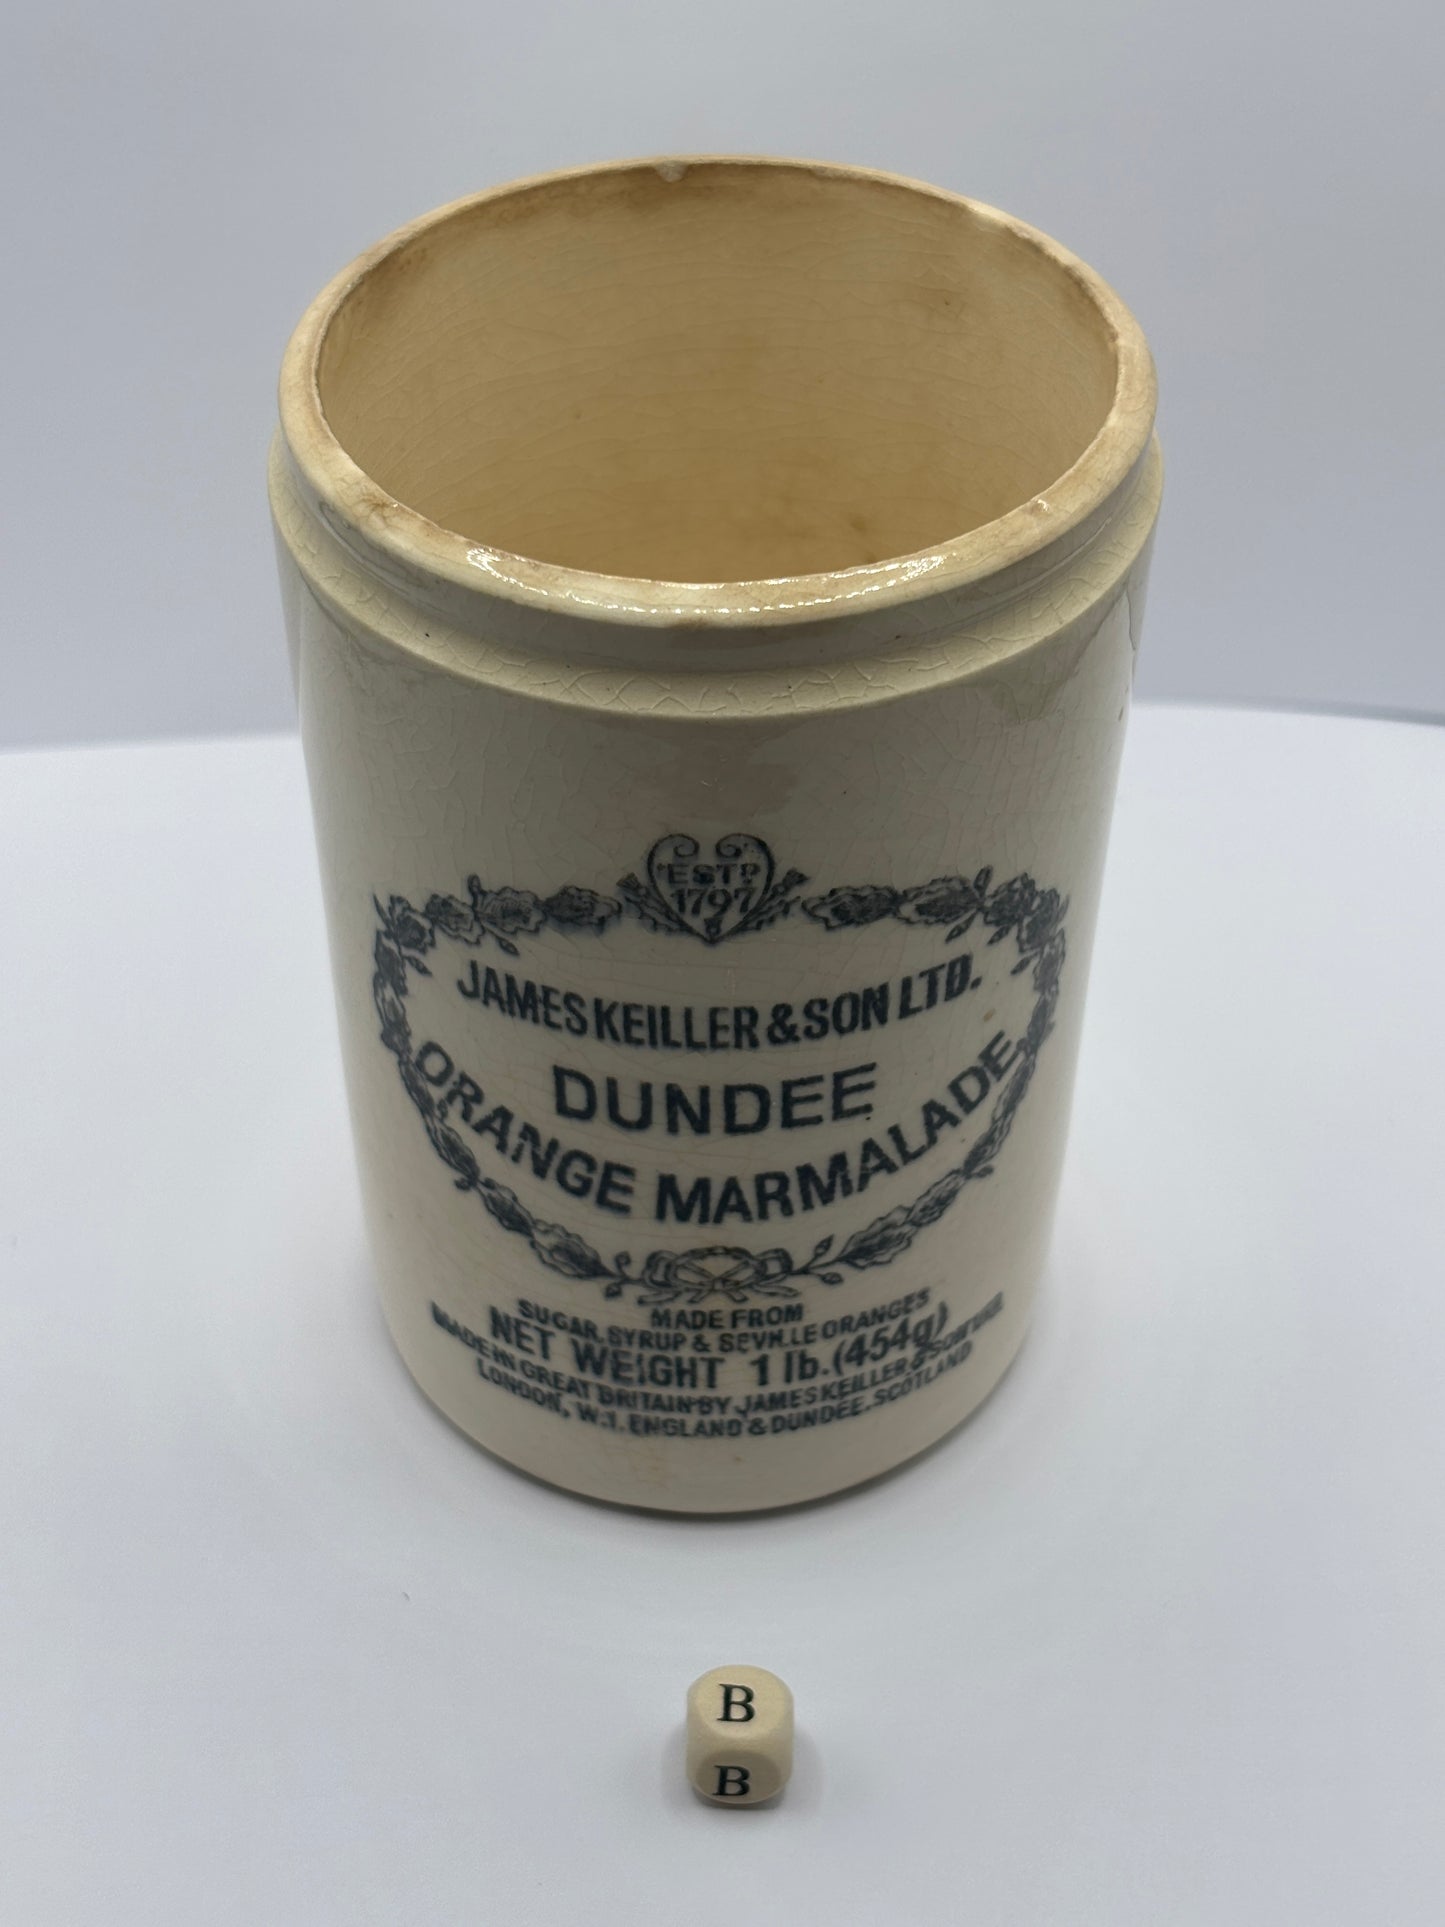 ESTD
1797
JAMES KEILLER & SON LTD.
DUNDEE
ORANGE MARMALADE
MADE FROM
SUGAR, SYRUP & SEVILLE ORANGES
NET WEIGHT 1 lb. (454g)
MADE IN GREAT BRITAIN BY JAMES KEILLER & SON LTD.
LONDON, W.1. ENGLAND & DUNDEE, SCOTLAND
B
B